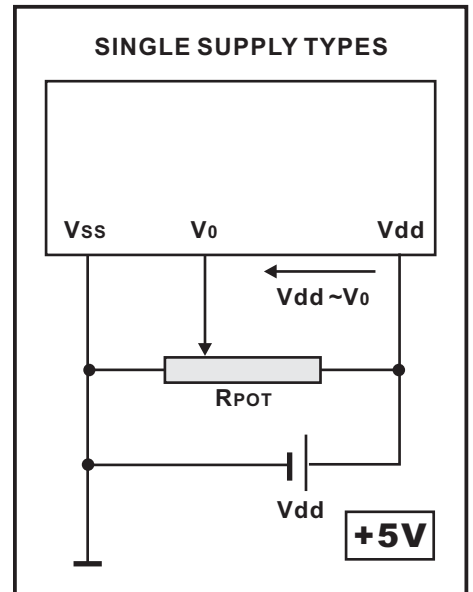 SINGLE SUPPLY TYPES
Vss V0 Vdd
Vdd ~V0
RPOT
Vdd
+5V